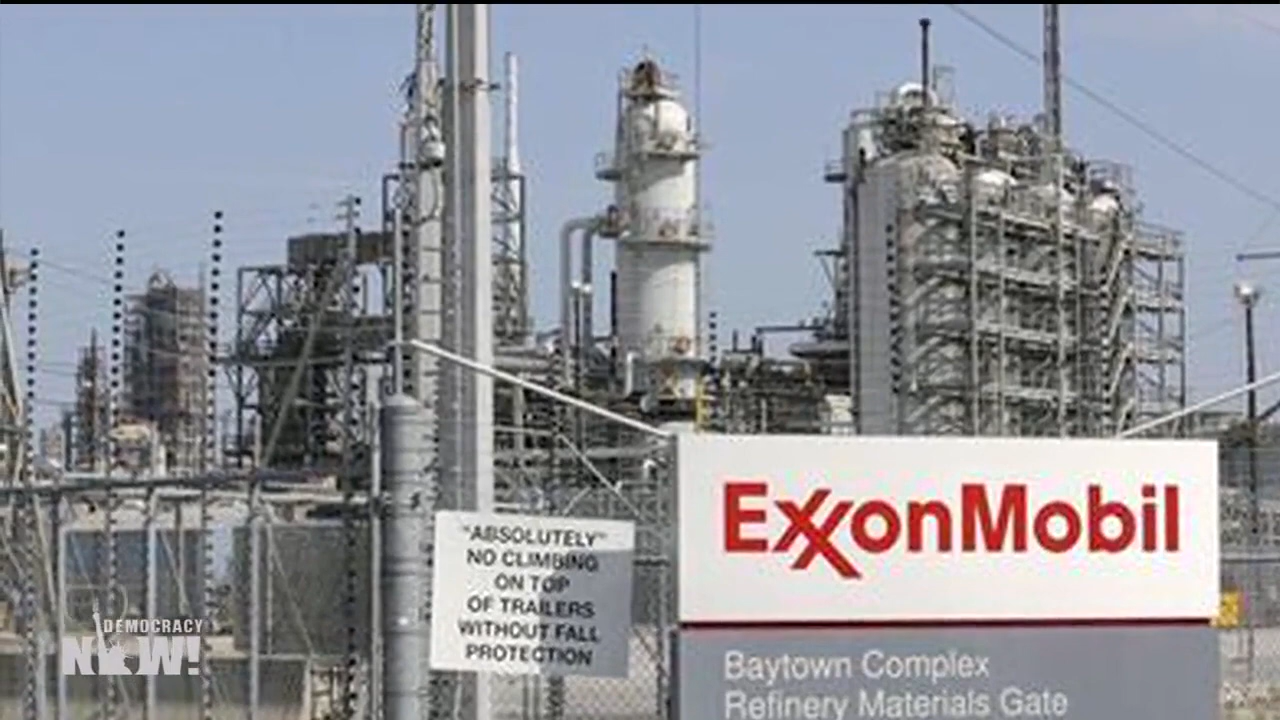 "ABSOLUTELY"
NO CLIMBING
ON TOP
OF TRAILERS
WITHOUT FALL
PROTECTION
ExxonMobil
Baytown Complex
Refinery Materials Gate
DEMOCRACY
NOW!